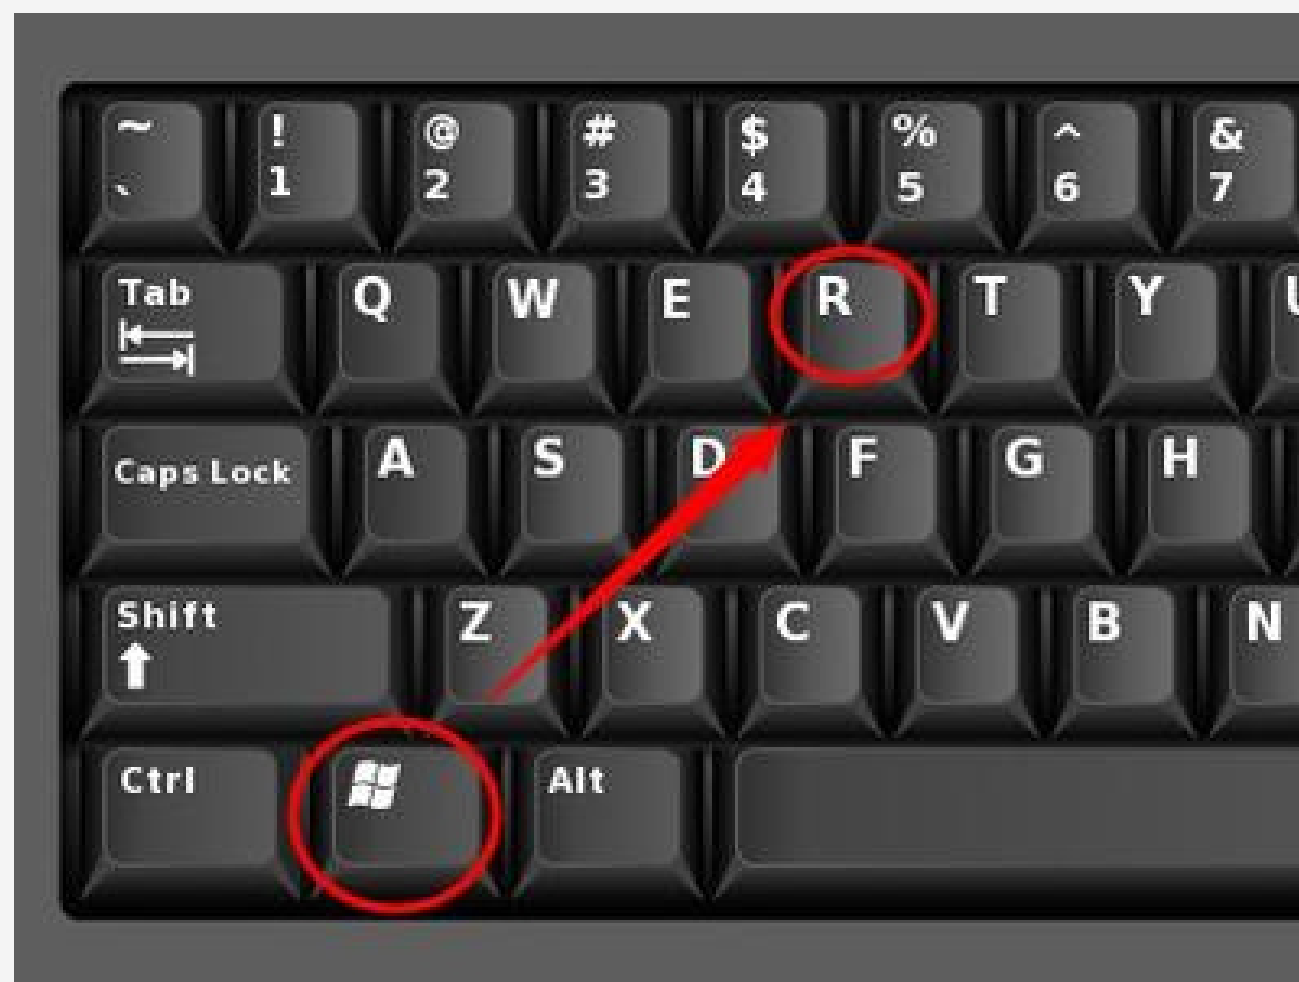 ~ ! @ # $ % ^ &
` 1 2 3 4 5 6 7
Tab Q W E R T Y U
Caps Lock A S D F G H
Shift Z X C V B N
Ctrl Alt